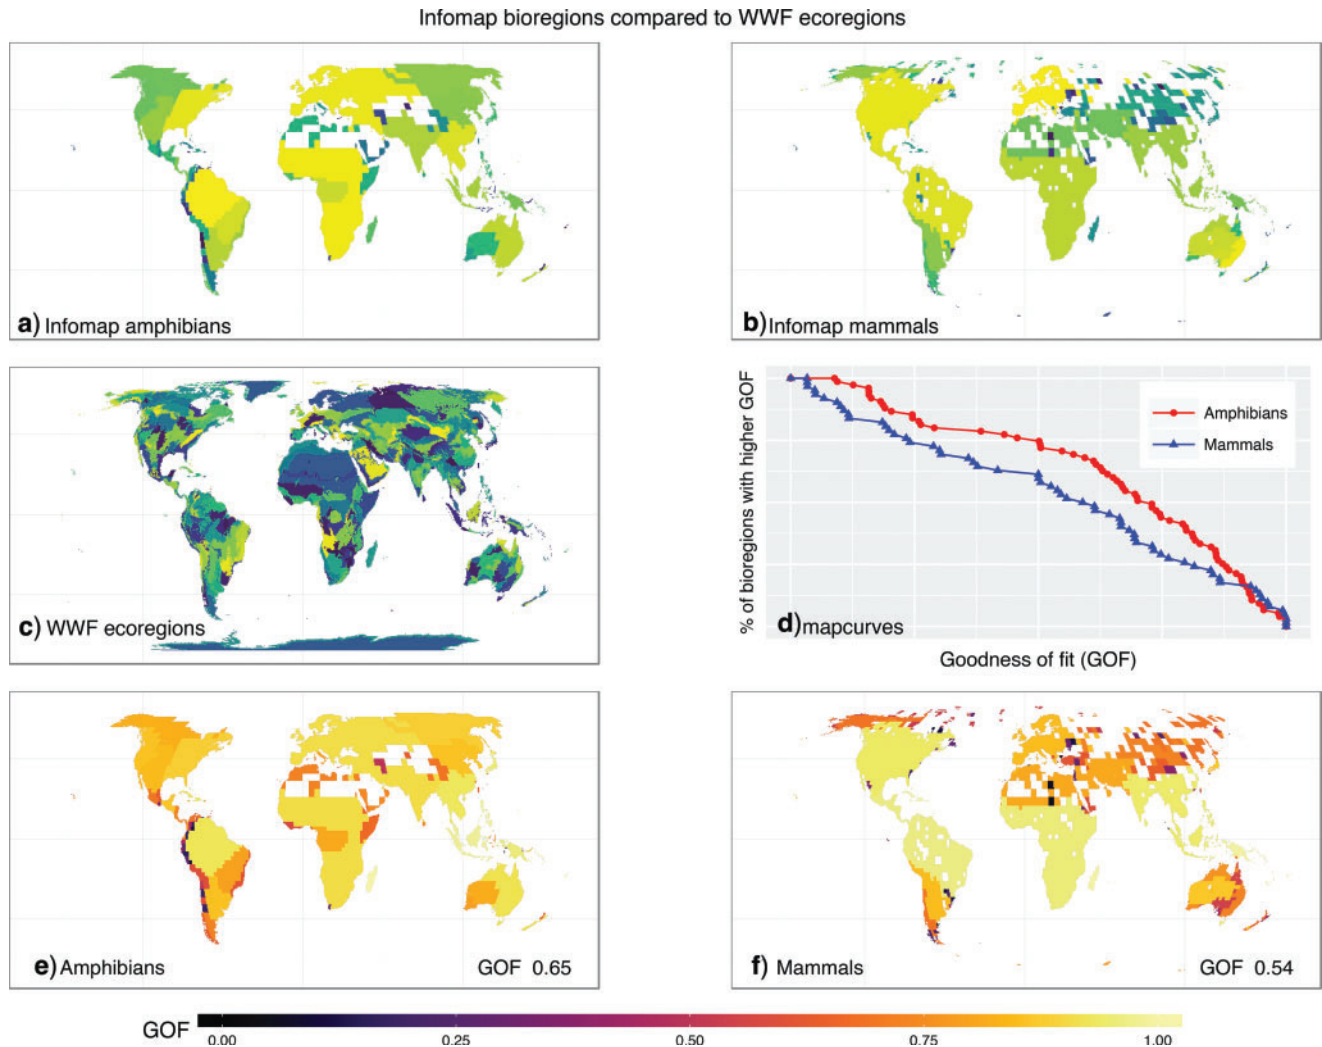 Infomap bioregions compared to WWF ecoregions
a) Infomap amphibians
b) Infomap mammals
c) WWF ecoregions
% of bioregions with higher GOF
Amphibians
Mammals
d) mapcurves
Goodness of fit (GOF)
e) Amphibians
GOF 0.65
f) Mammals
GOF 0.54
GOF
0.00 0.25 0.50 0.75 1.00